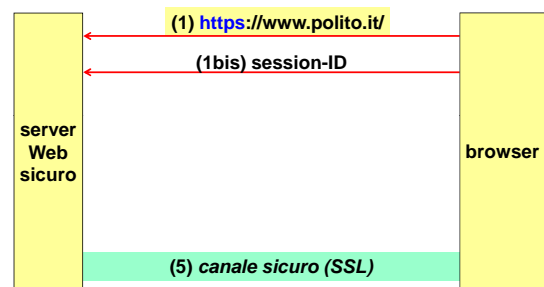 (1) https://www.polito.it/
(1bis) session-ID
server
Web
sicuro
browser
(5) canale sicuro (SSL)